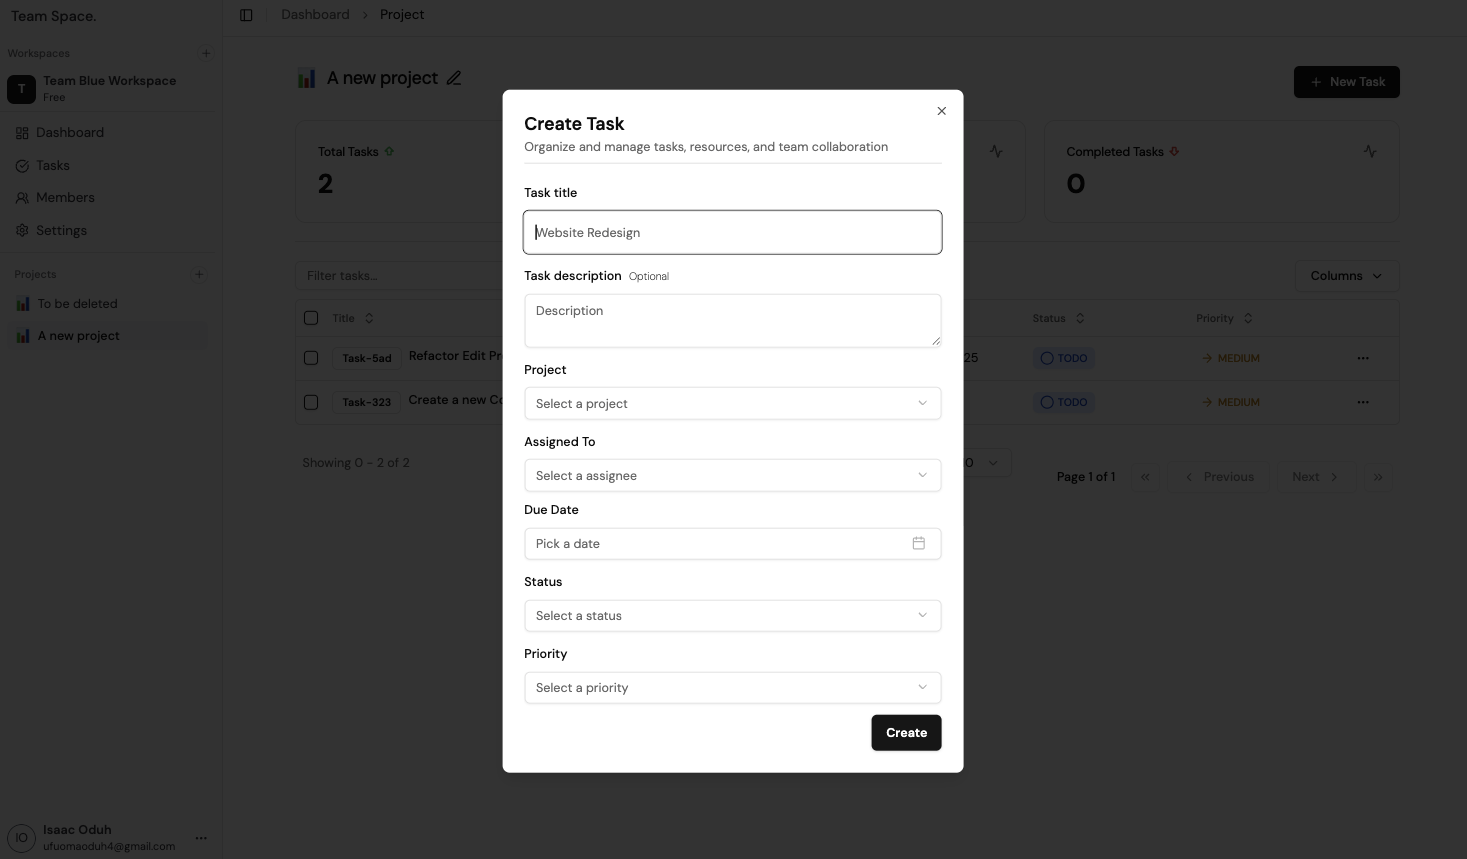 Team Space.
Dashboard > Project
Workspaces +
T
Team Blue Workspace
Free
Dashboard
Tasks
Members
Settings
Projects +
To be deleted
A new project
IO
Isaac Oduh
ufuomaoduh4@gmail.com
A new project
+ New Task
Total Tasks
2
Completed Tasks
0
Filter tasks...
Columns
Title
Status
Priority
Task-5ad Refactor Edit Pr
25
TODO
MEDIUM
Task-323 Create a new Co
TODO
MEDIUM
Showing 0 - 2 of 2
Page 1 of 1
Previous
Next
Create Task
Organize and manage tasks, resources, and team collaboration
Task title
Website Redesign
Task description Optional
Description
Project
Select a project
Assigned To
Select a assignee
Due Date
Pick a date
Status
Select a status
Priority
Select a priority
Create